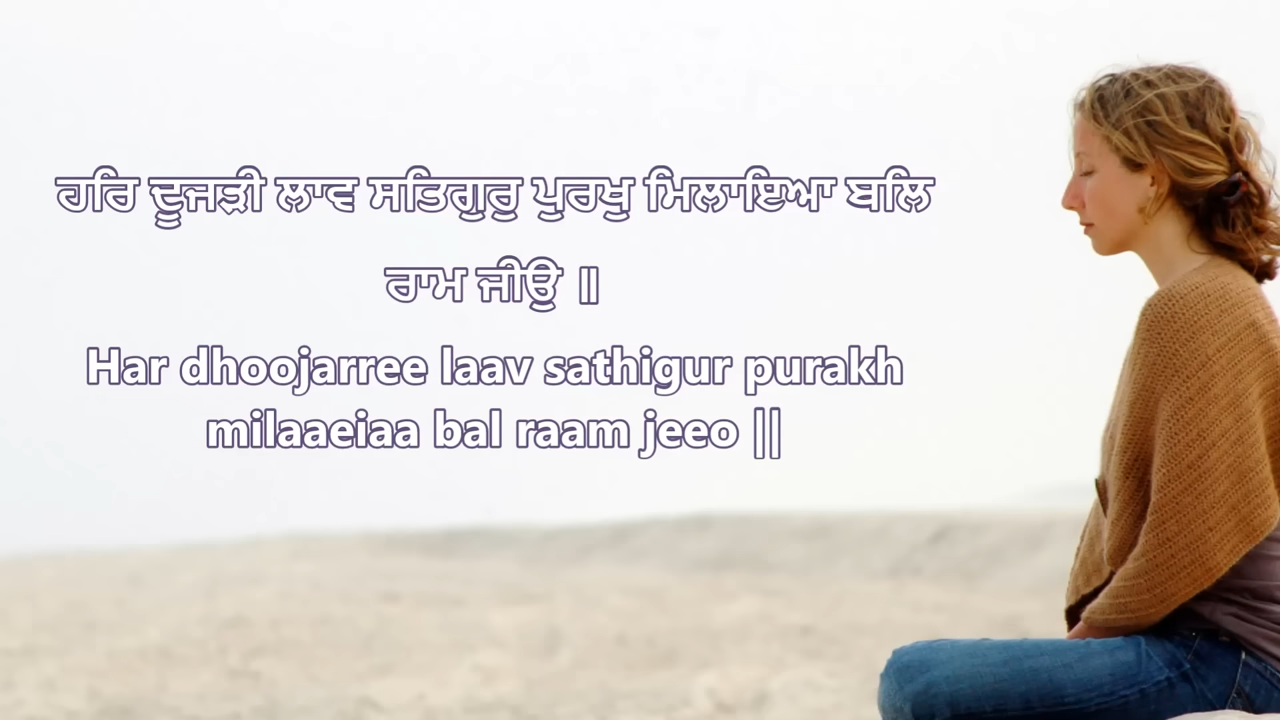 ਹਰਿ ਦੂਜੜੀ ਲਾਵ ਸਤਿਗੁਰੁ ਪੁਰਖੁ ਮਿਲਾਇਆ ਬਲਿ
ਰਾਮ ਜੀਉ ॥
Har dhoojarree laav sathigur purakh
milaaeiaa bal raam jeeo ||